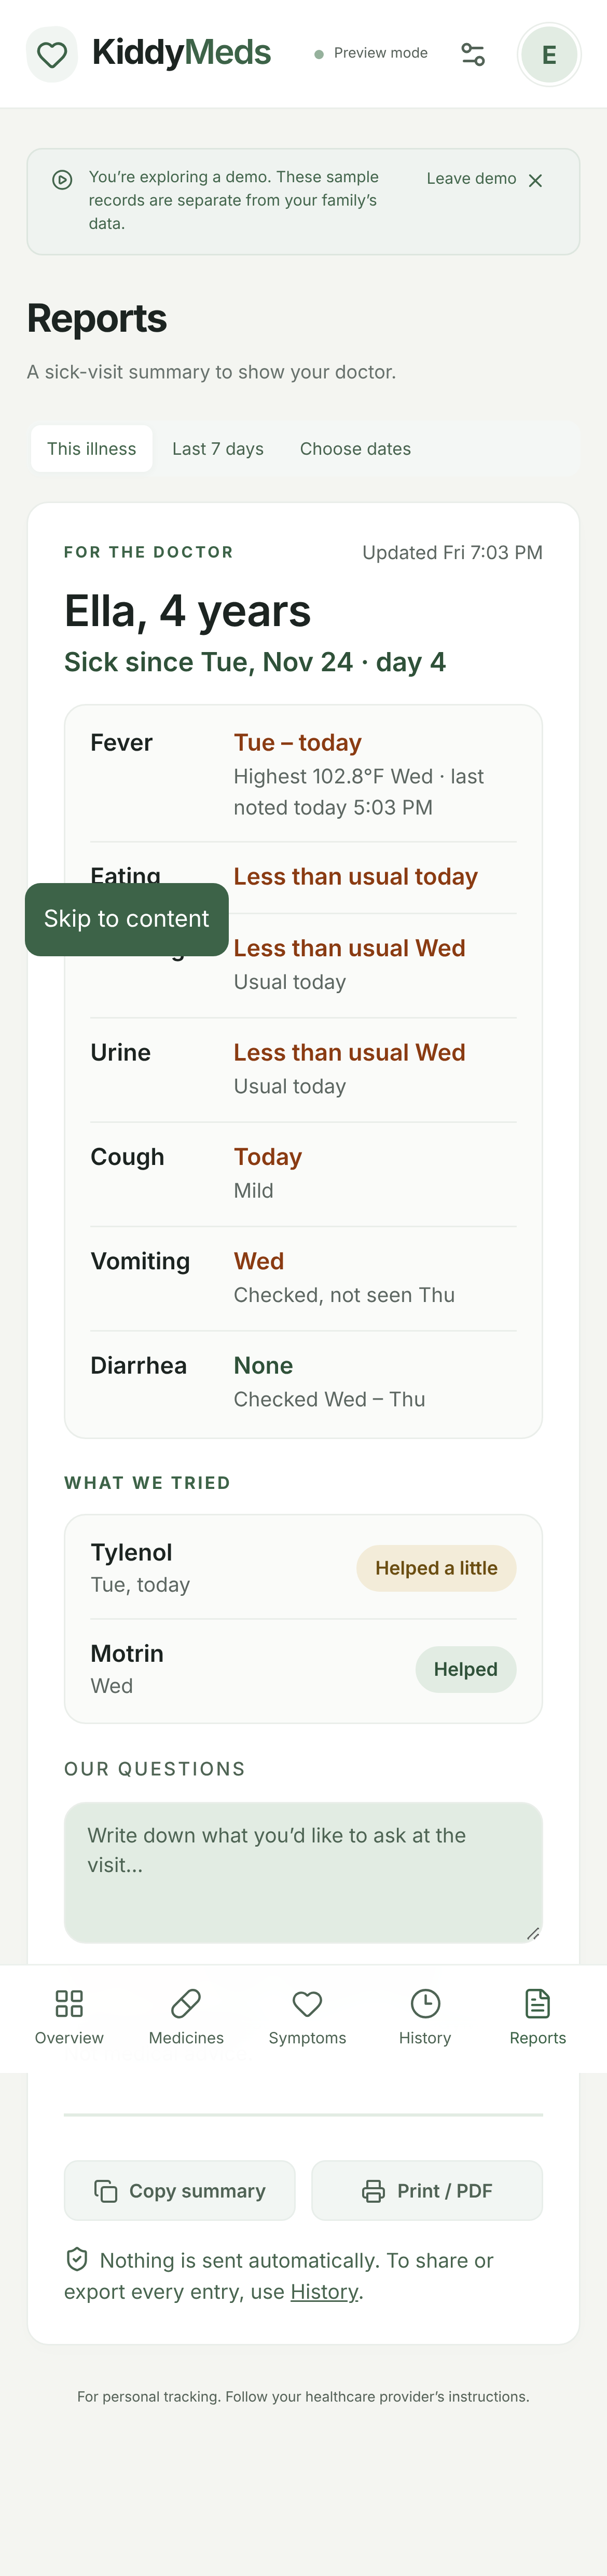 KiddyMeds
Preview mode
E
You’re exploring a demo. These sample
records are separate from your family’s
data.
Leave demo
Reports
A sick-visit summary to show your doctor.
This illness
Last 7 days
Choose dates
FOR THE DOCTOR
Updated Fri 7:03 PM
Ella, 4 years
Sick since Tue, Nov 24 · day 4
Fever
Tue – today
Highest 102.8°F Wed · last
noted today 5:03 PM
Eating
Less than usual today
Skip to content
Less than usual Wed
Usual today
Urine
Less than usual Wed
Usual today
Cough
Today
Mild
Vomiting
Wed
Checked, not seen Thu
Diarrhea
None
Checked Wed – Thu
WHAT WE TRIED
Tylenol
Tue, today
Helped a little
Motrin
Wed
Helped
OUR QUESTIONS
Write down what you’d like to ask at the
visit...
Overview
Medicines
Symptoms
History
Reports
Copy summary
Print / PDF
Nothing is sent automatically. To share or
export every entry, use History.
For personal tracking. Follow your healthcare provider’s instructions.